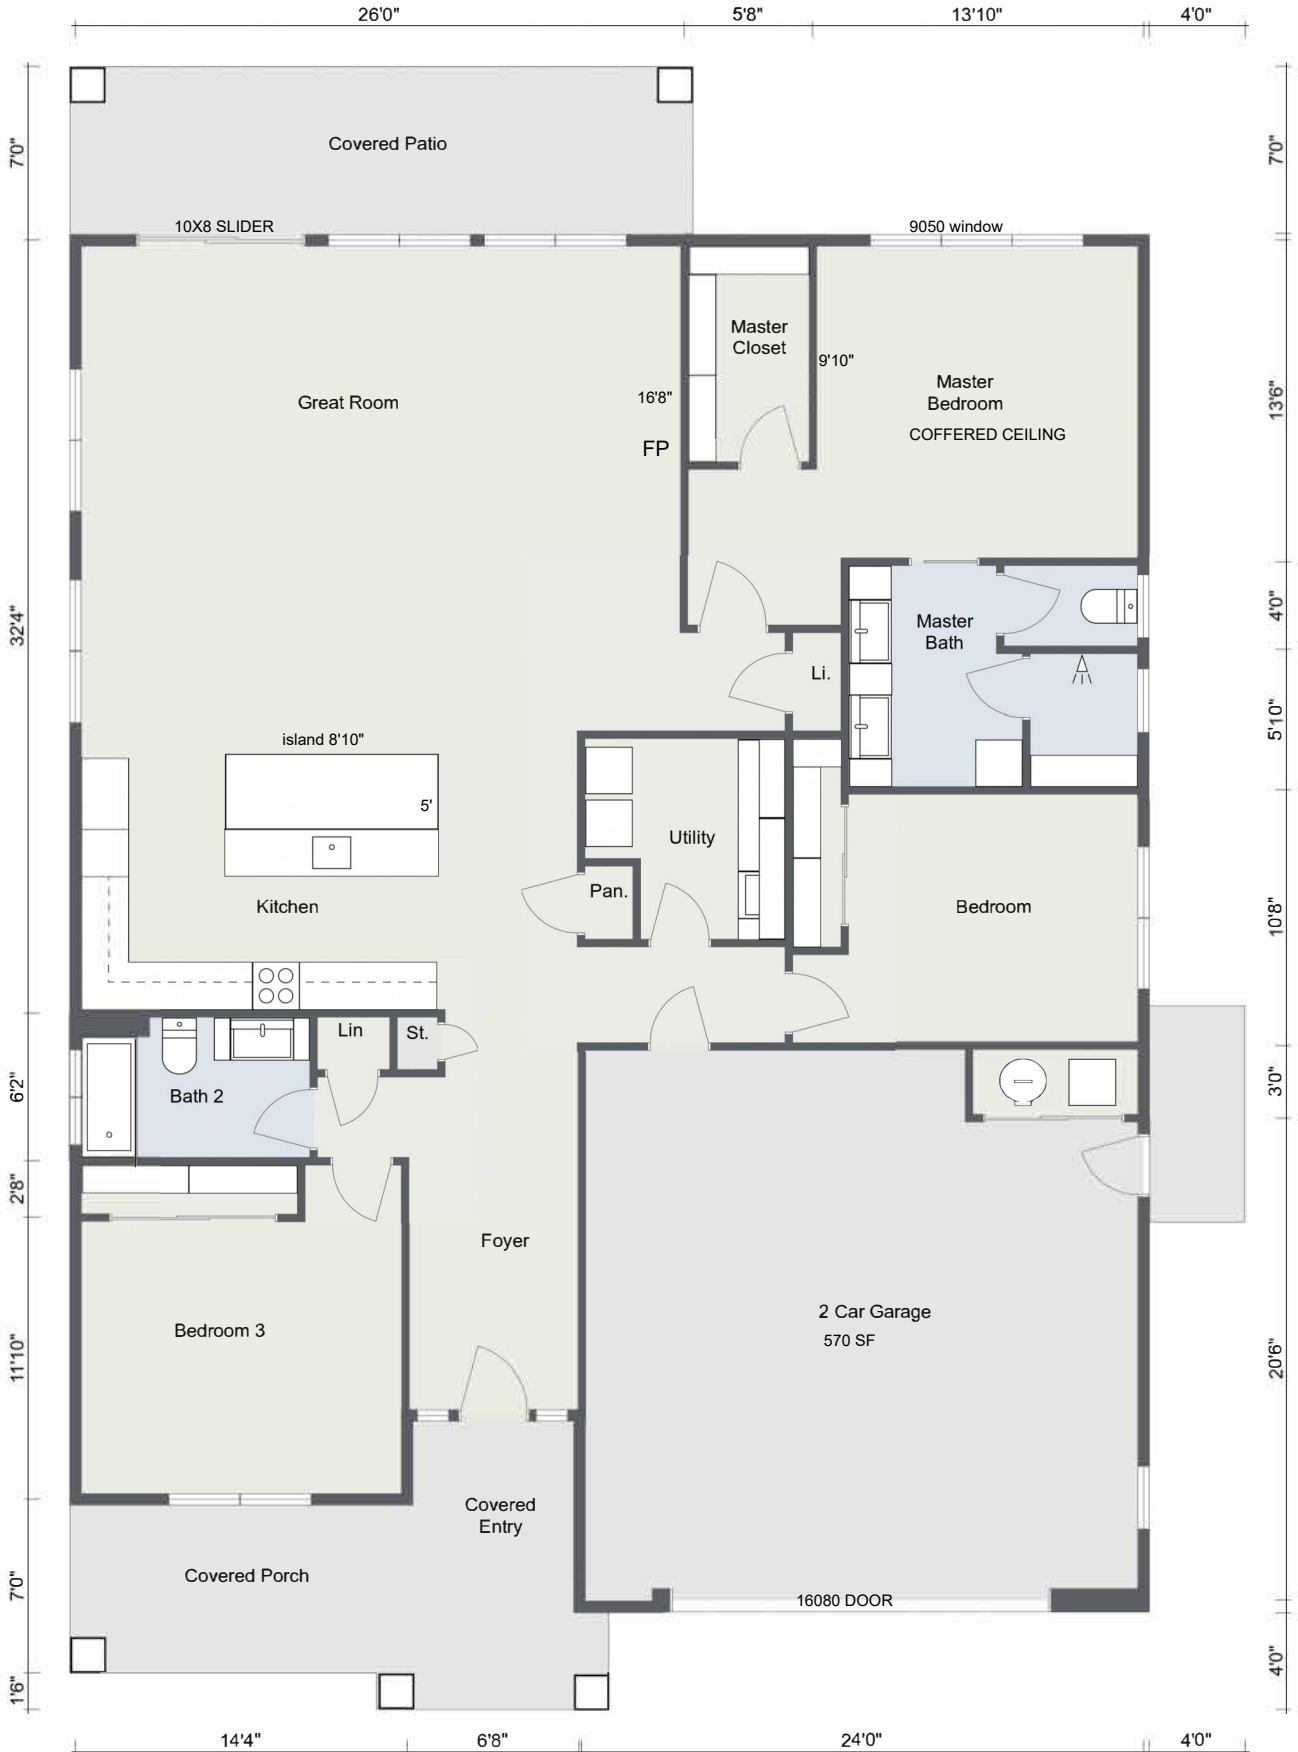 26'0"
5'8"
13'10"
4'0"
Covered Patio
7'0"
7'0"
10X8 SLIDER
9050 window
Master
Closet
9'10"
16'8"
Great Room
Master
Bedroom
COFFERED CEILING
13'6"
FP
32'4"
4'0"
Master
Bath
Li.
5'10"
island 8'10"
5'
Utility
Pan.
Kitchen
Bedroom
10'8"
Lin
St.
Bath 2
6'2"
3'0"
2'8"
Foyer
2 Car Garage
570 SF
Bedroom 3
11'10"
20'6"
Covered
Entry
Covered Porch
7'0"
16080 DOOR
1'6"
4'0"
14'4"
6'8"
24'0"
4'0"